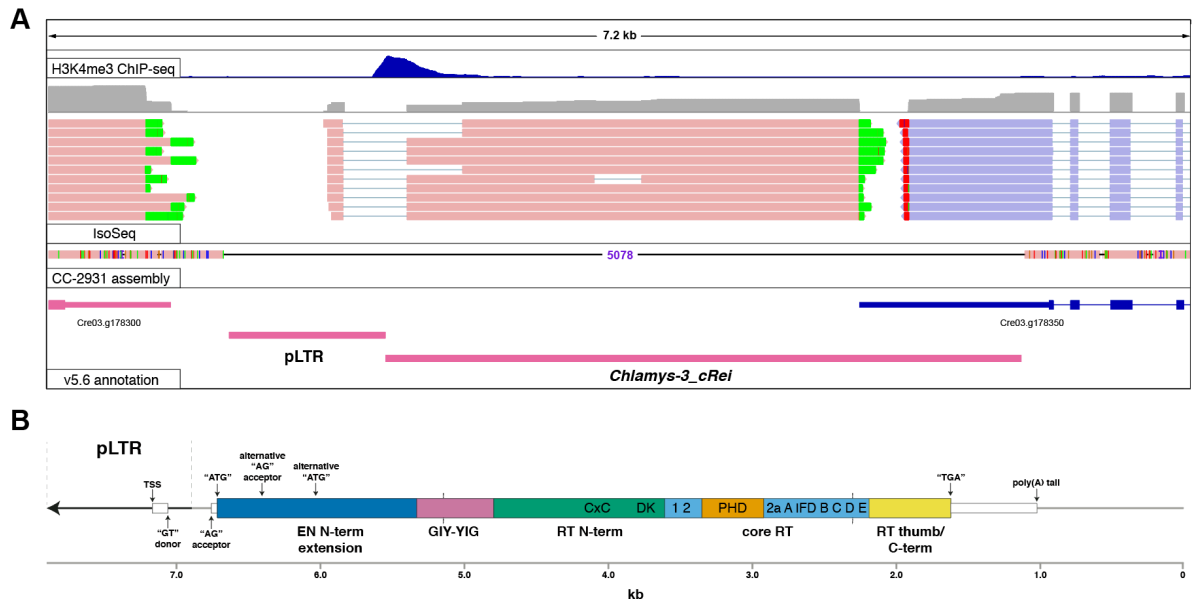 A
7.2 kb
H3K4me3 ChIP-seq
IsoSeq
5078
CC-2931 assembly
Cre03.g178300
Cre03.g178350
pLTR
Chlamys-3_cRei
v5.6 annotation
B
pLTR
TSS
"ATG"
alternative
"AG"
acceptor
alternative
"ATG"
"TGA"
poly(A) tail
CxC DK 1 2 PHD 2a A IFD B C D E
"GT"
donor
"AG"
acceptor
EN N-term
extension
GIY-YIG
RT N-term
core RT
RT thumb/
C-term
7.0 6.0 5.0 4.0 3.0 2.0 1.0 0
kb